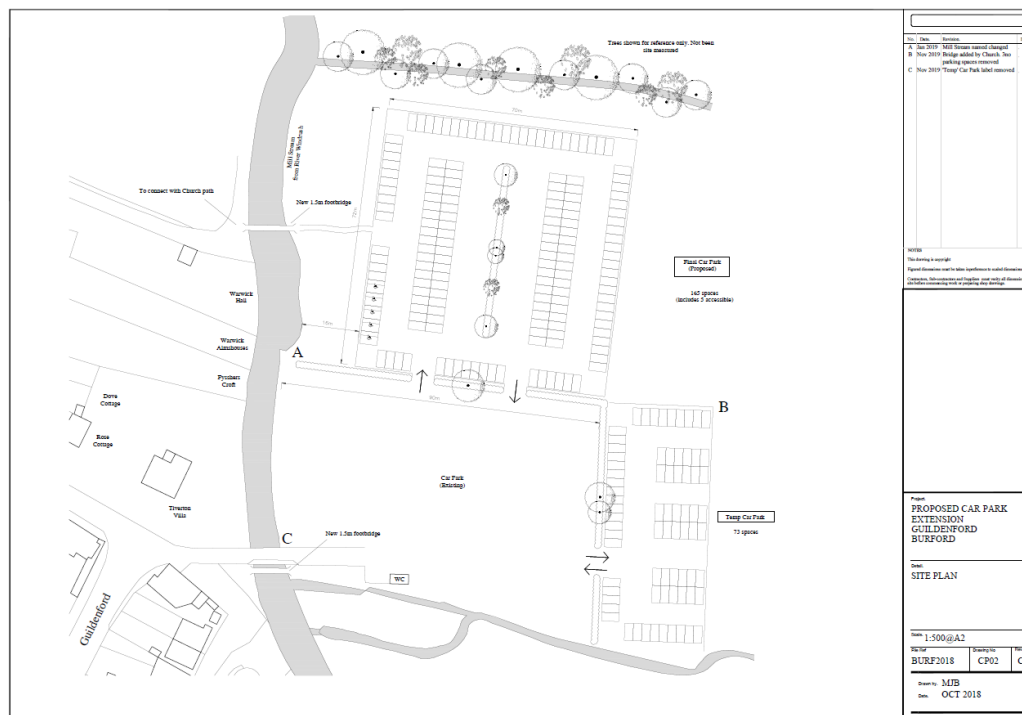 Trees shown for reference only. Not been
site measured
No. Date. Revision.
A Jan 2019 Mill Stream named changed
B Nov 2019 Bridge added by Church. 3no
parking spaces removed
C Nov 2019 'Temp' Car Park label removed
72m
Mill Stream
from River Windrush
To connect with Church path
New 1.5m footbridge
72m
NOTES
This drawing is copyright
Final Car Park
(Proposed)
165 spaces
(includes 5 accessible)
Warwick
Hall
Warwick
Almshouses
Pyrchers
Croft
A
90m
B
Dove
Cottage
Rose
Cottage
Car Park
(Existing)
Tiverton
Villa
Temp Car Park
73 spaces
C
New 1.5m footbridge
WC
Guildenford
Project
PROPOSED CAR PARK
EXTENSION
GUILDENFORD
BURFORD
Detail
SITE PLAN
Scale 1:500@A2
File Ref Drawing No
BURF2018 CP02 C
Drawn by. MJB
Date. OCT 2018